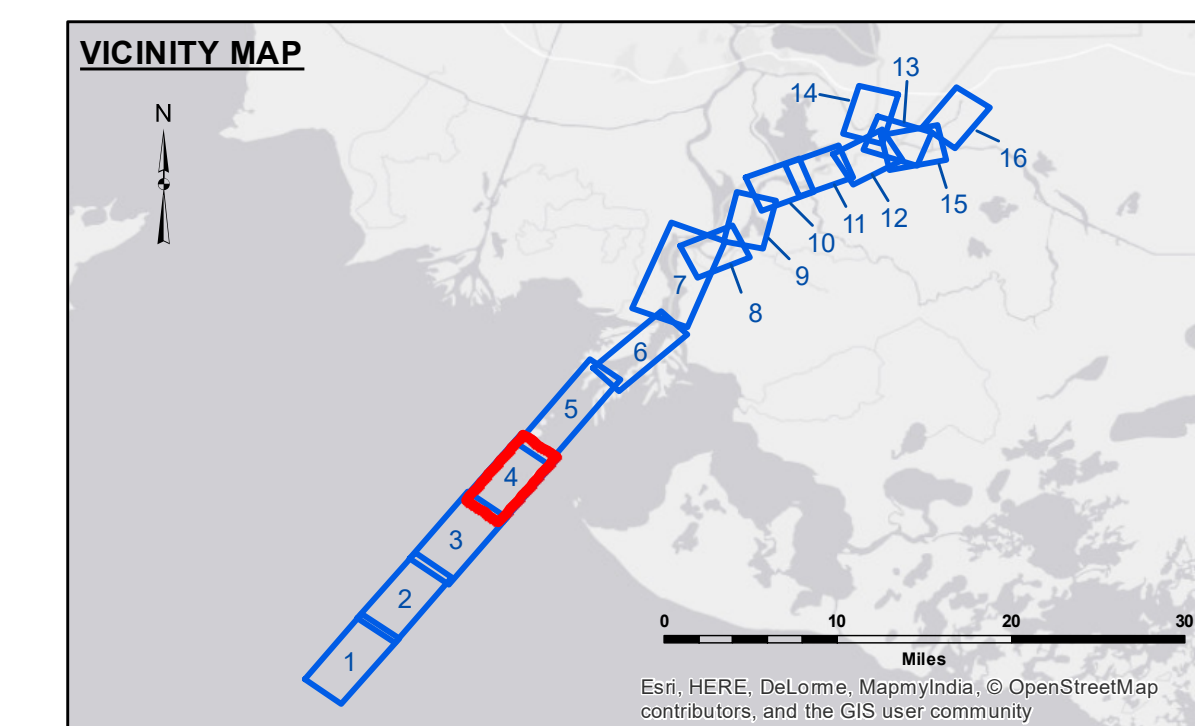 VICINITY MAP
N
13
14
16
15
12
11
10
9
8
7
6
5
4
3
2
1
0 10 20 30
Miles
Esri, HERE, DeLorme, MapmyIndia, © OpenStreetMap
contributors, and the GIS user community